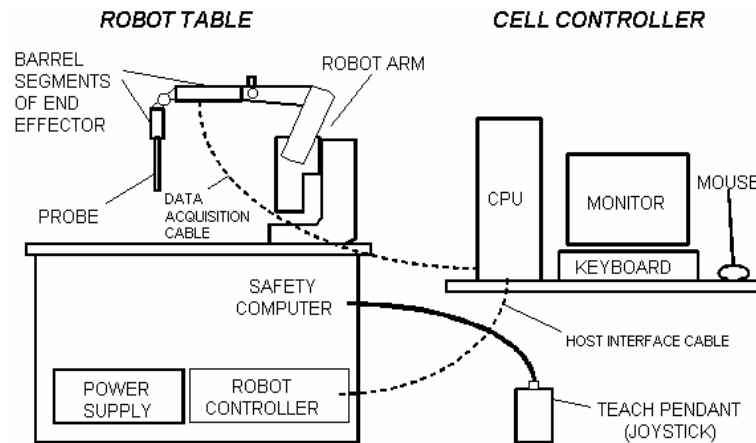 ROBOT TABLE
CELL CONTROLLER
BARREL
SEGMENTS
OF END
EFFECTOR
ROBOT ARM
PROBE
DATA
ACQUISITION
CABLE
CPU
MONITOR
MOUSE
KEYBOARD
SAFETY
COMPUTER
HOST INTERFACE CABLE
POWER
SUPPLY
ROBOT
CONTROLLER
TEACH PENDANT
(JOYSTICK)